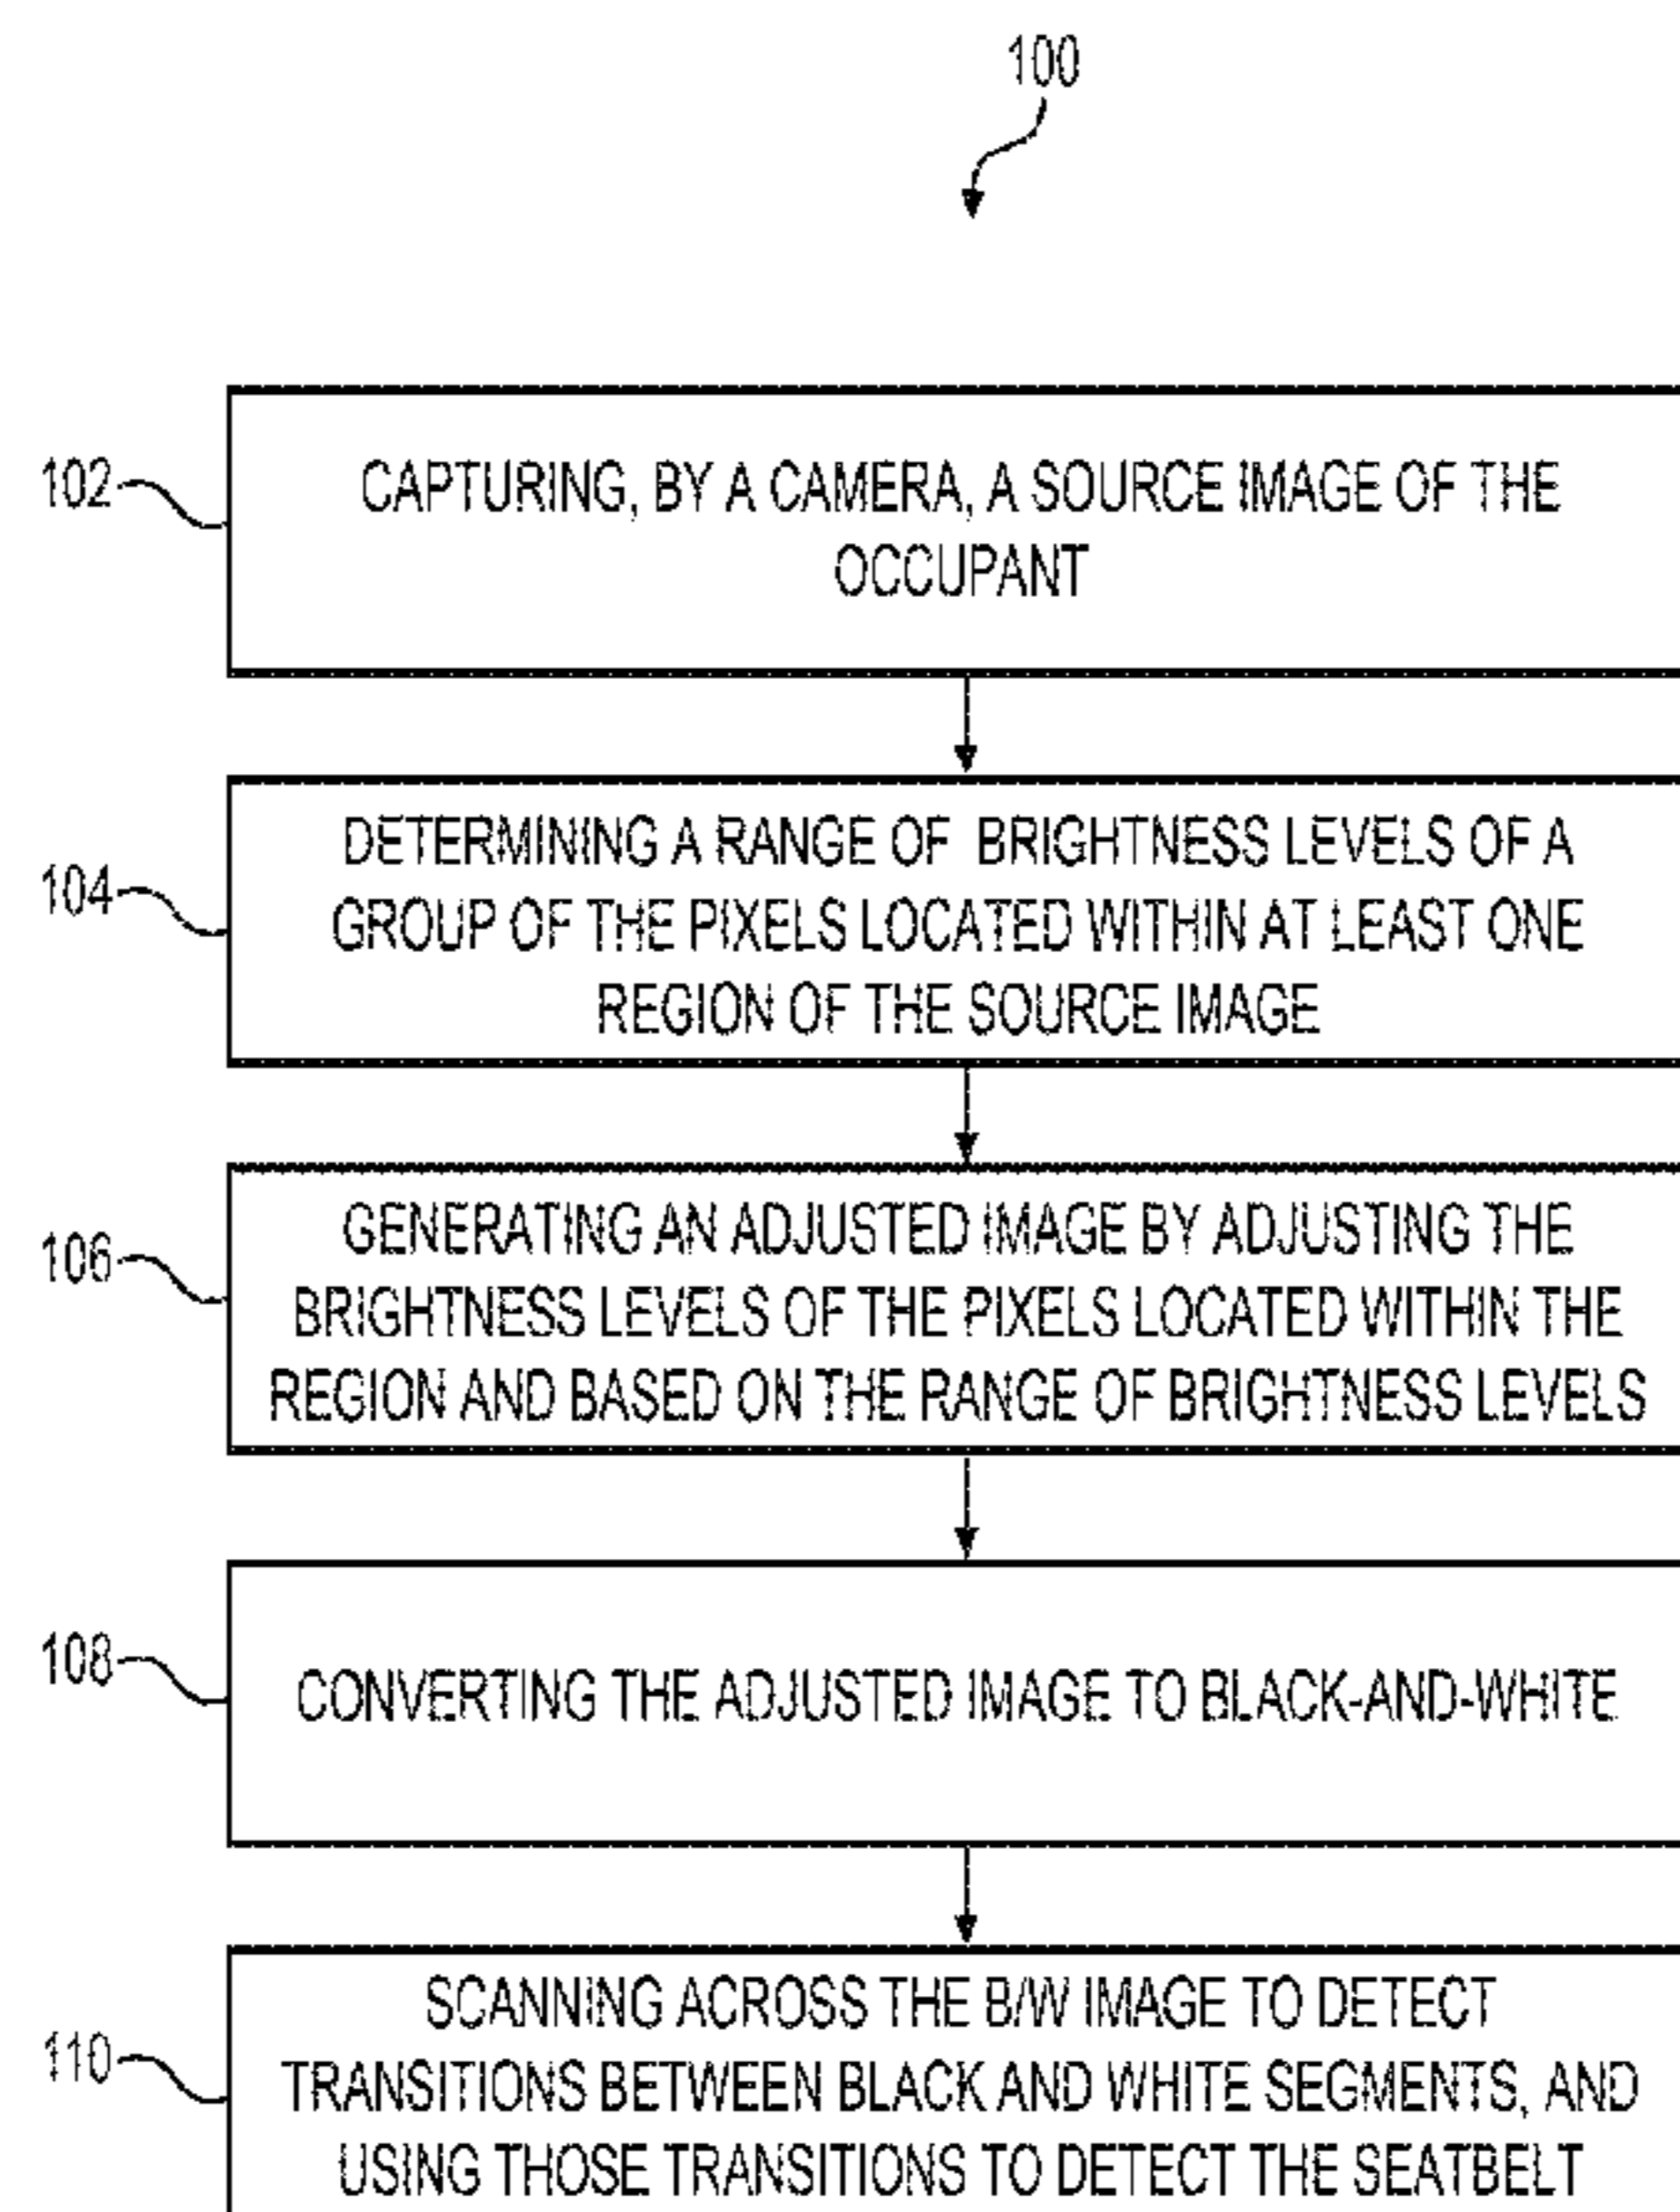 100
102
CAPTURING, BY A CAMERA, A SOURCE IMAGE OF THE
OCCUPANT
104
DETERMINING A RANGE OF BRIGHTNESS LEVELS OF A
GROUP OF THE PIXELS LOCATED WITHIN AT LEAST ONE
REGION OF THE SOURCE IMAGE
106
GENERATING AN ADJUSTED IMAGE BY ADJUSTING THE
BRIGHTNESS LEVELS OF THE PIXELS LOCATED WITHIN THE
REGION AND BASED ON THE RANGE OF BRIGHTNESS LEVELS
108
CONVERTING THE ADJUSTED IMAGE TO BLACK-AND-WHITE
110
SCANNING ACROSS THE B/W IMAGE TO DETECT
TRANSITIONS BETWEEN BLACK AND WHITE SEGMENTS, AND
USING THOSE TRANSITIONS TO DETECT THE SEATBELT